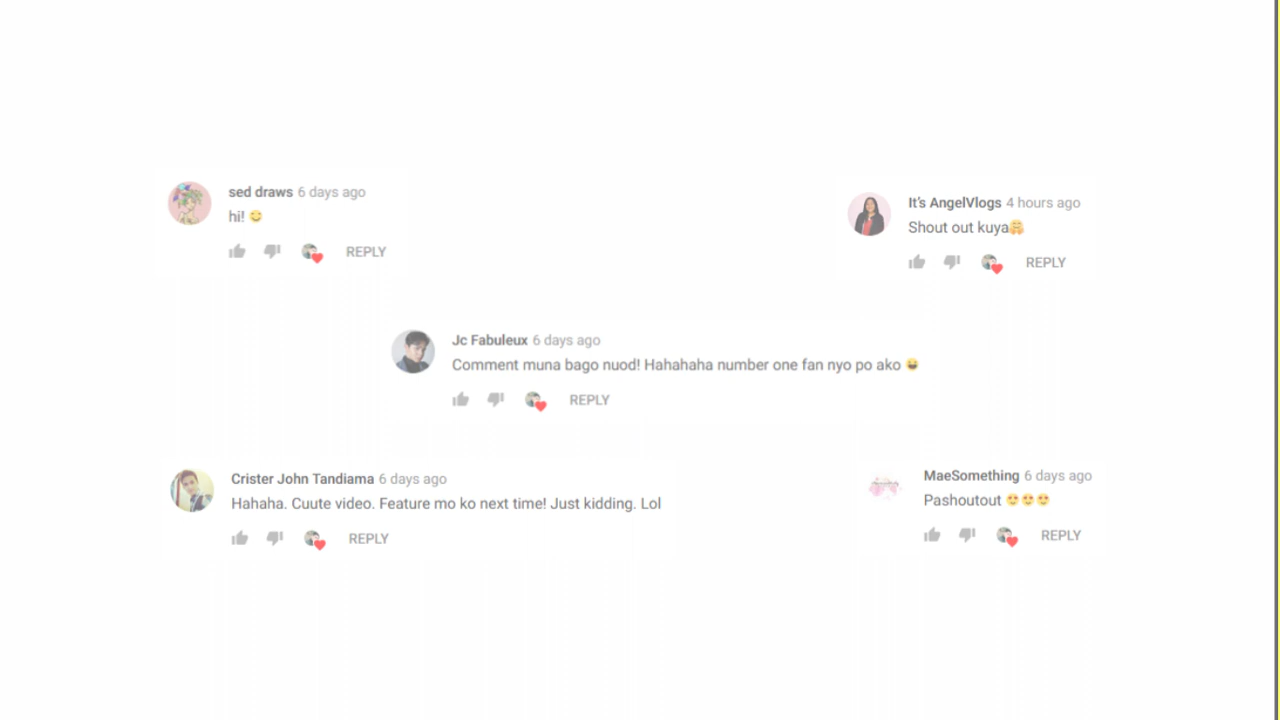 sed draws 6 days ago
hi! 😊
REPLY
It's AngelVlogs 4 hours ago
Shout out kuya🤗
REPLY
Jc Fabuleux 6 days ago
Comment muna bago nuod! Hahahaha number one fan nyo po ako 😄
REPLY
Crister John Tandiama 6 days ago
Hahaha. Cuute video. Feature mo ko next time! Just kidding. Lol
REPLY
MaeSomething 6 days ago
Pashoutout 😍😍😍
REPLY